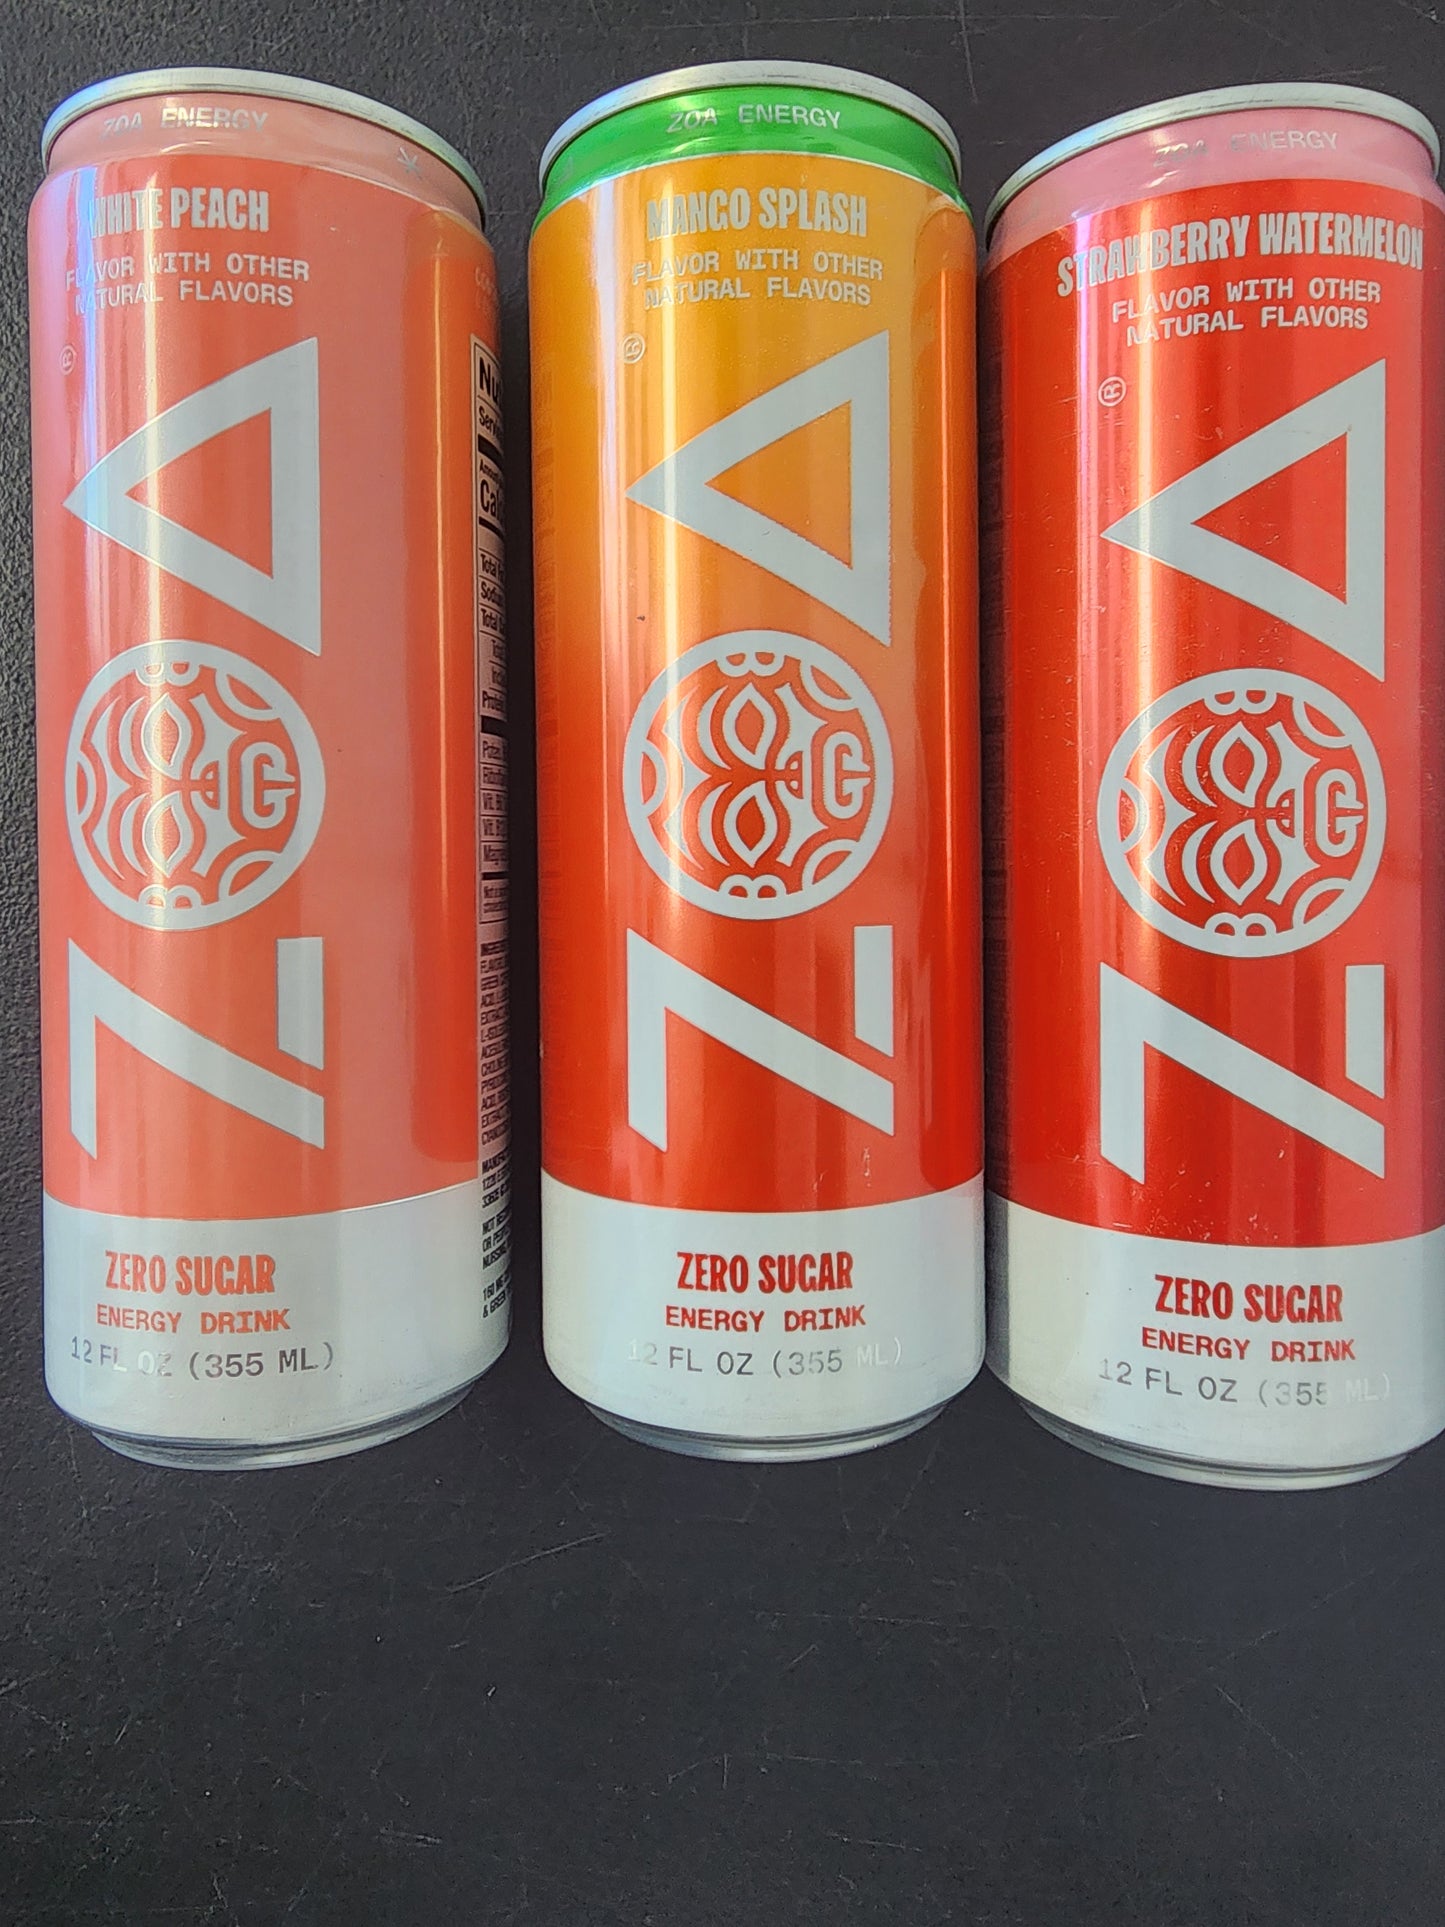 ZOA ENERGY
WHITE PEACH
FLAVOR WITH OTHER
NATURAL FLAVORS
®
ZOA
ZERO SUGAR
ENERGY DRINK
12 FL OZ (355 ML)
160 MG
ZOA ENERGY
MANGO SPLASH
FLAVOR WITH OTHER
NATURAL FLAVORS
®
ZOA
ZERO SUGAR
ENERGY DRINK
12 FL OZ (355 ML)
ZOA ENERGY
STRAWBERRY WATERMELON
FLAVOR WITH OTHER
NATURAL FLAVORS
®
ZOA
ZERO SUGAR
ENERGY DRINK
12 FL OZ (355 ML)